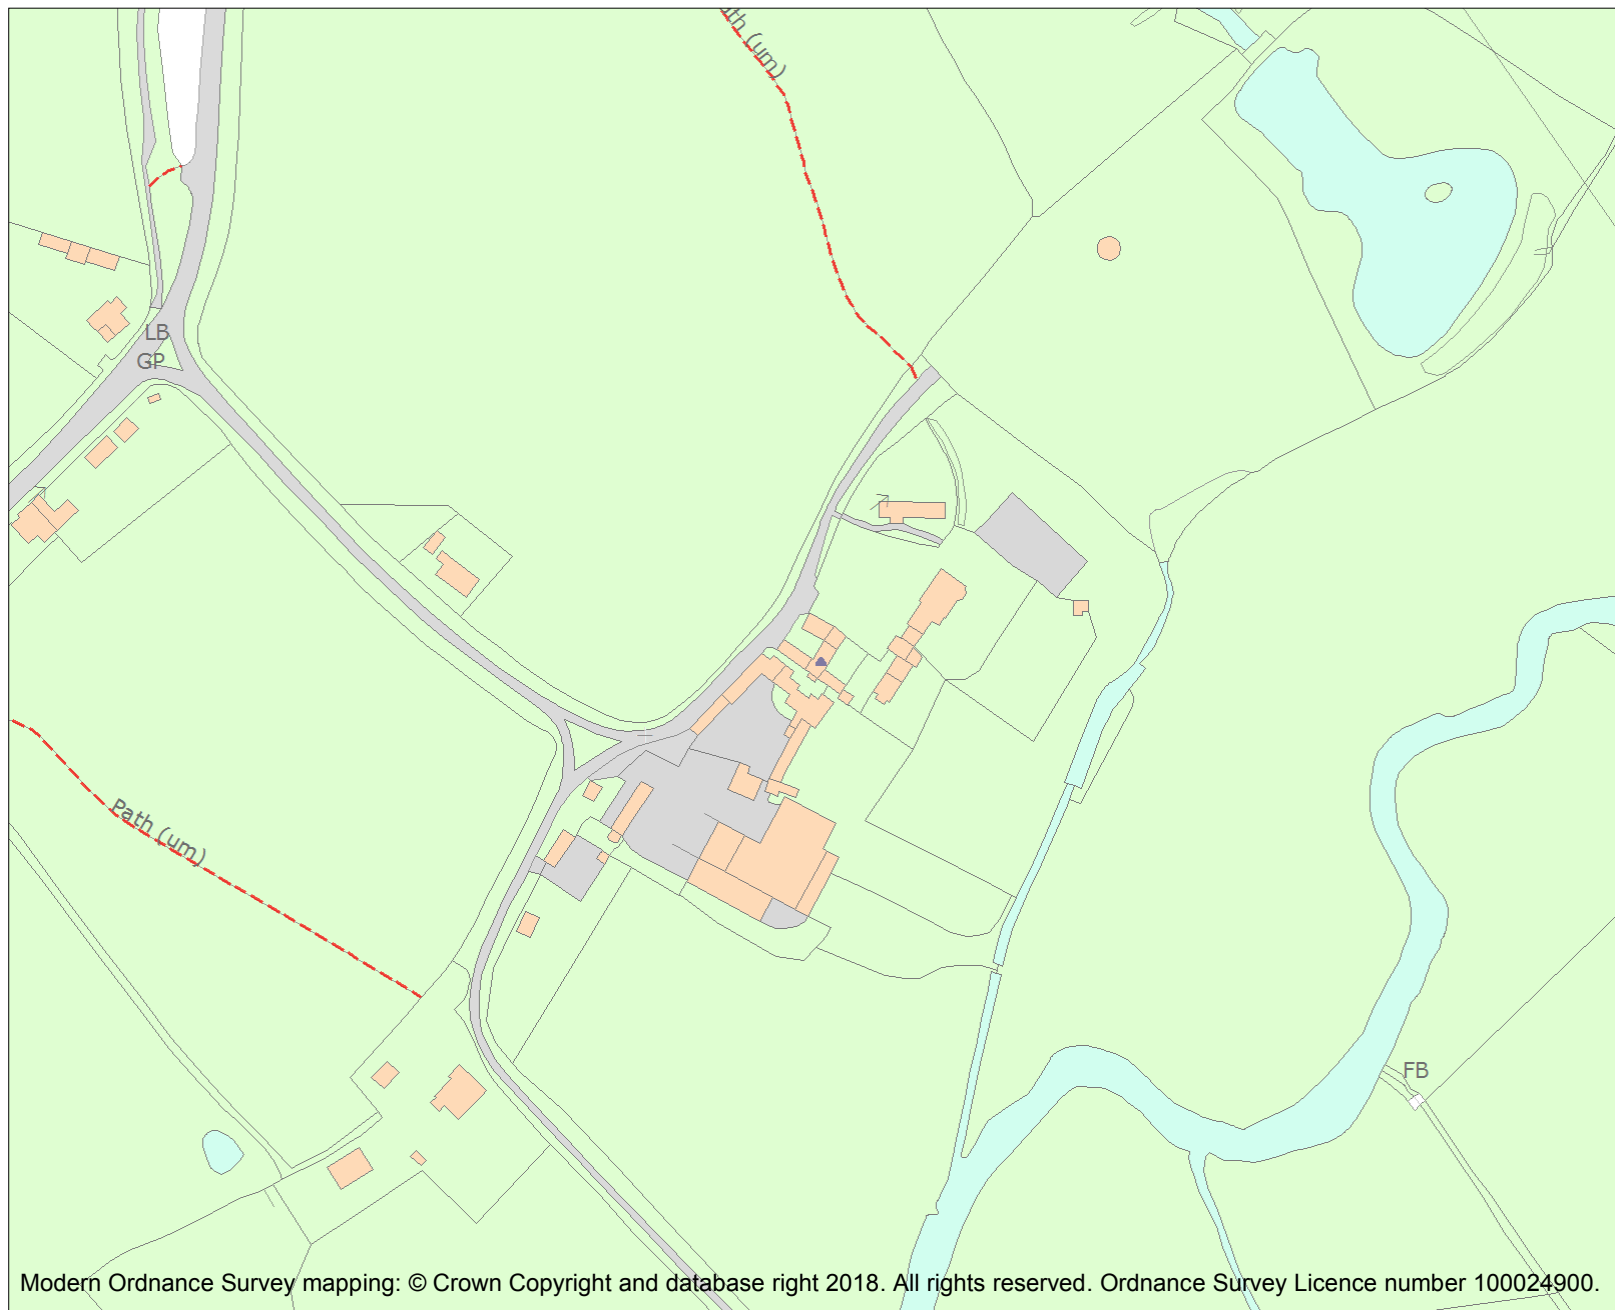 th (um)
LB
GP
Path (um)
FB
Modern Ordnance Survey mapping: © Crown Copyright and database right 2018. All rights reserved. Ordnance Survey Licence number 100024900.